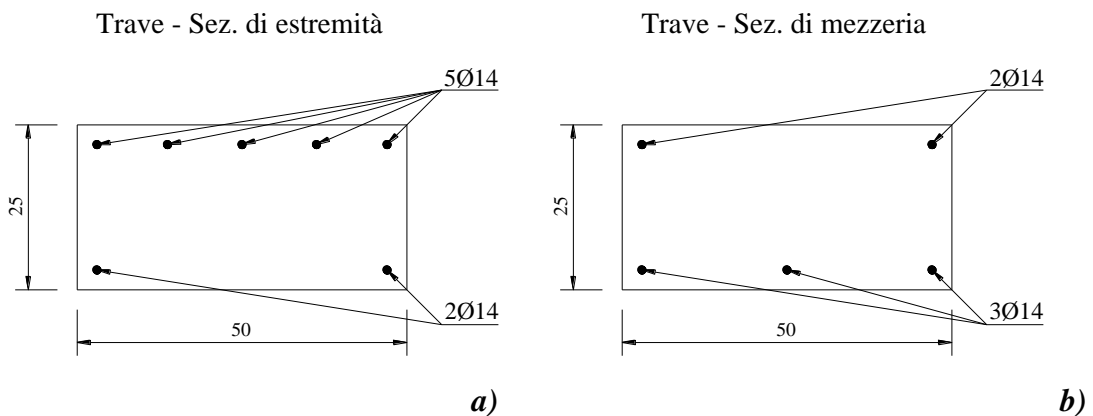 Trave - Sez. di estremità
Trave - Sez. di mezzeria
5Ø14
2Ø14
25
25
50
50
2Ø14
3Ø14
a)
b)